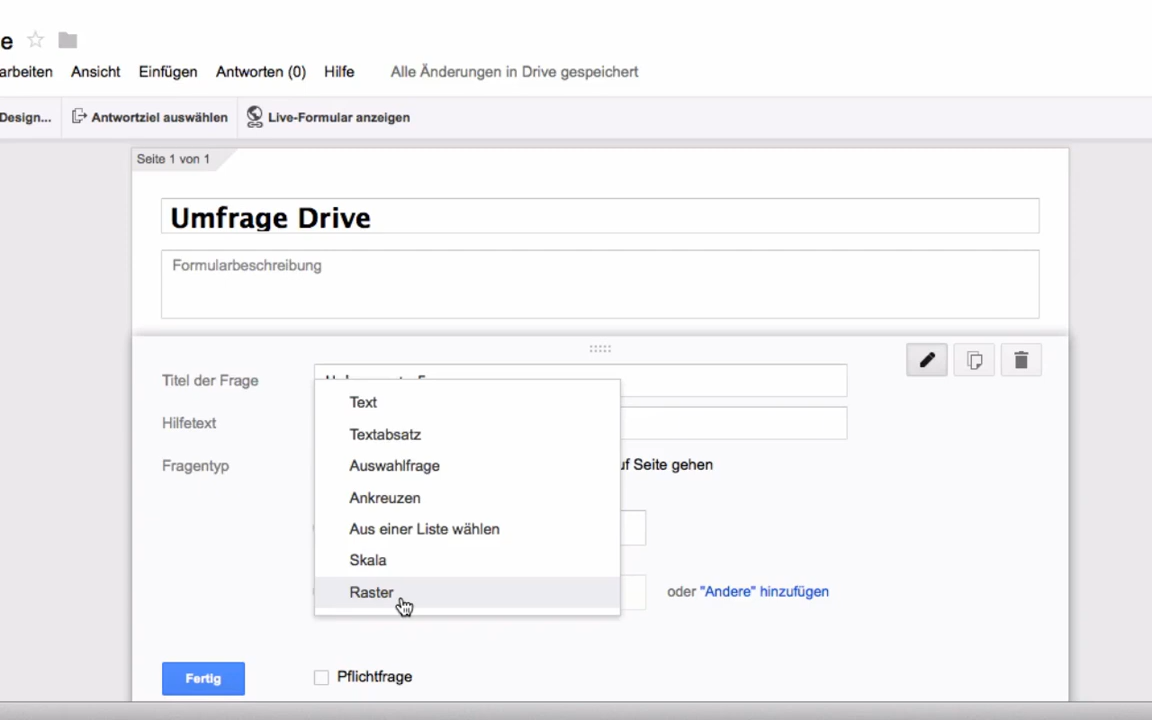 e
arbeiten Ansicht Einfügen Antworten (0) Hilfe Alle Änderungen in Drive gespeichert
Design... Antwortziel auswählen Live-Formular anzeigen
Seite 1 von 1
Umfrage Drive
Formularbeschreibung
Titel der Frage
Text
Hilfetext
Textabsatz
Fragentyp Auswahlfrage uf Seite gehen
Ankreuzen
Aus einer Liste wählen
Skala
Raster oder "Andere" hinzufügen
Fertig Pflichtfrage